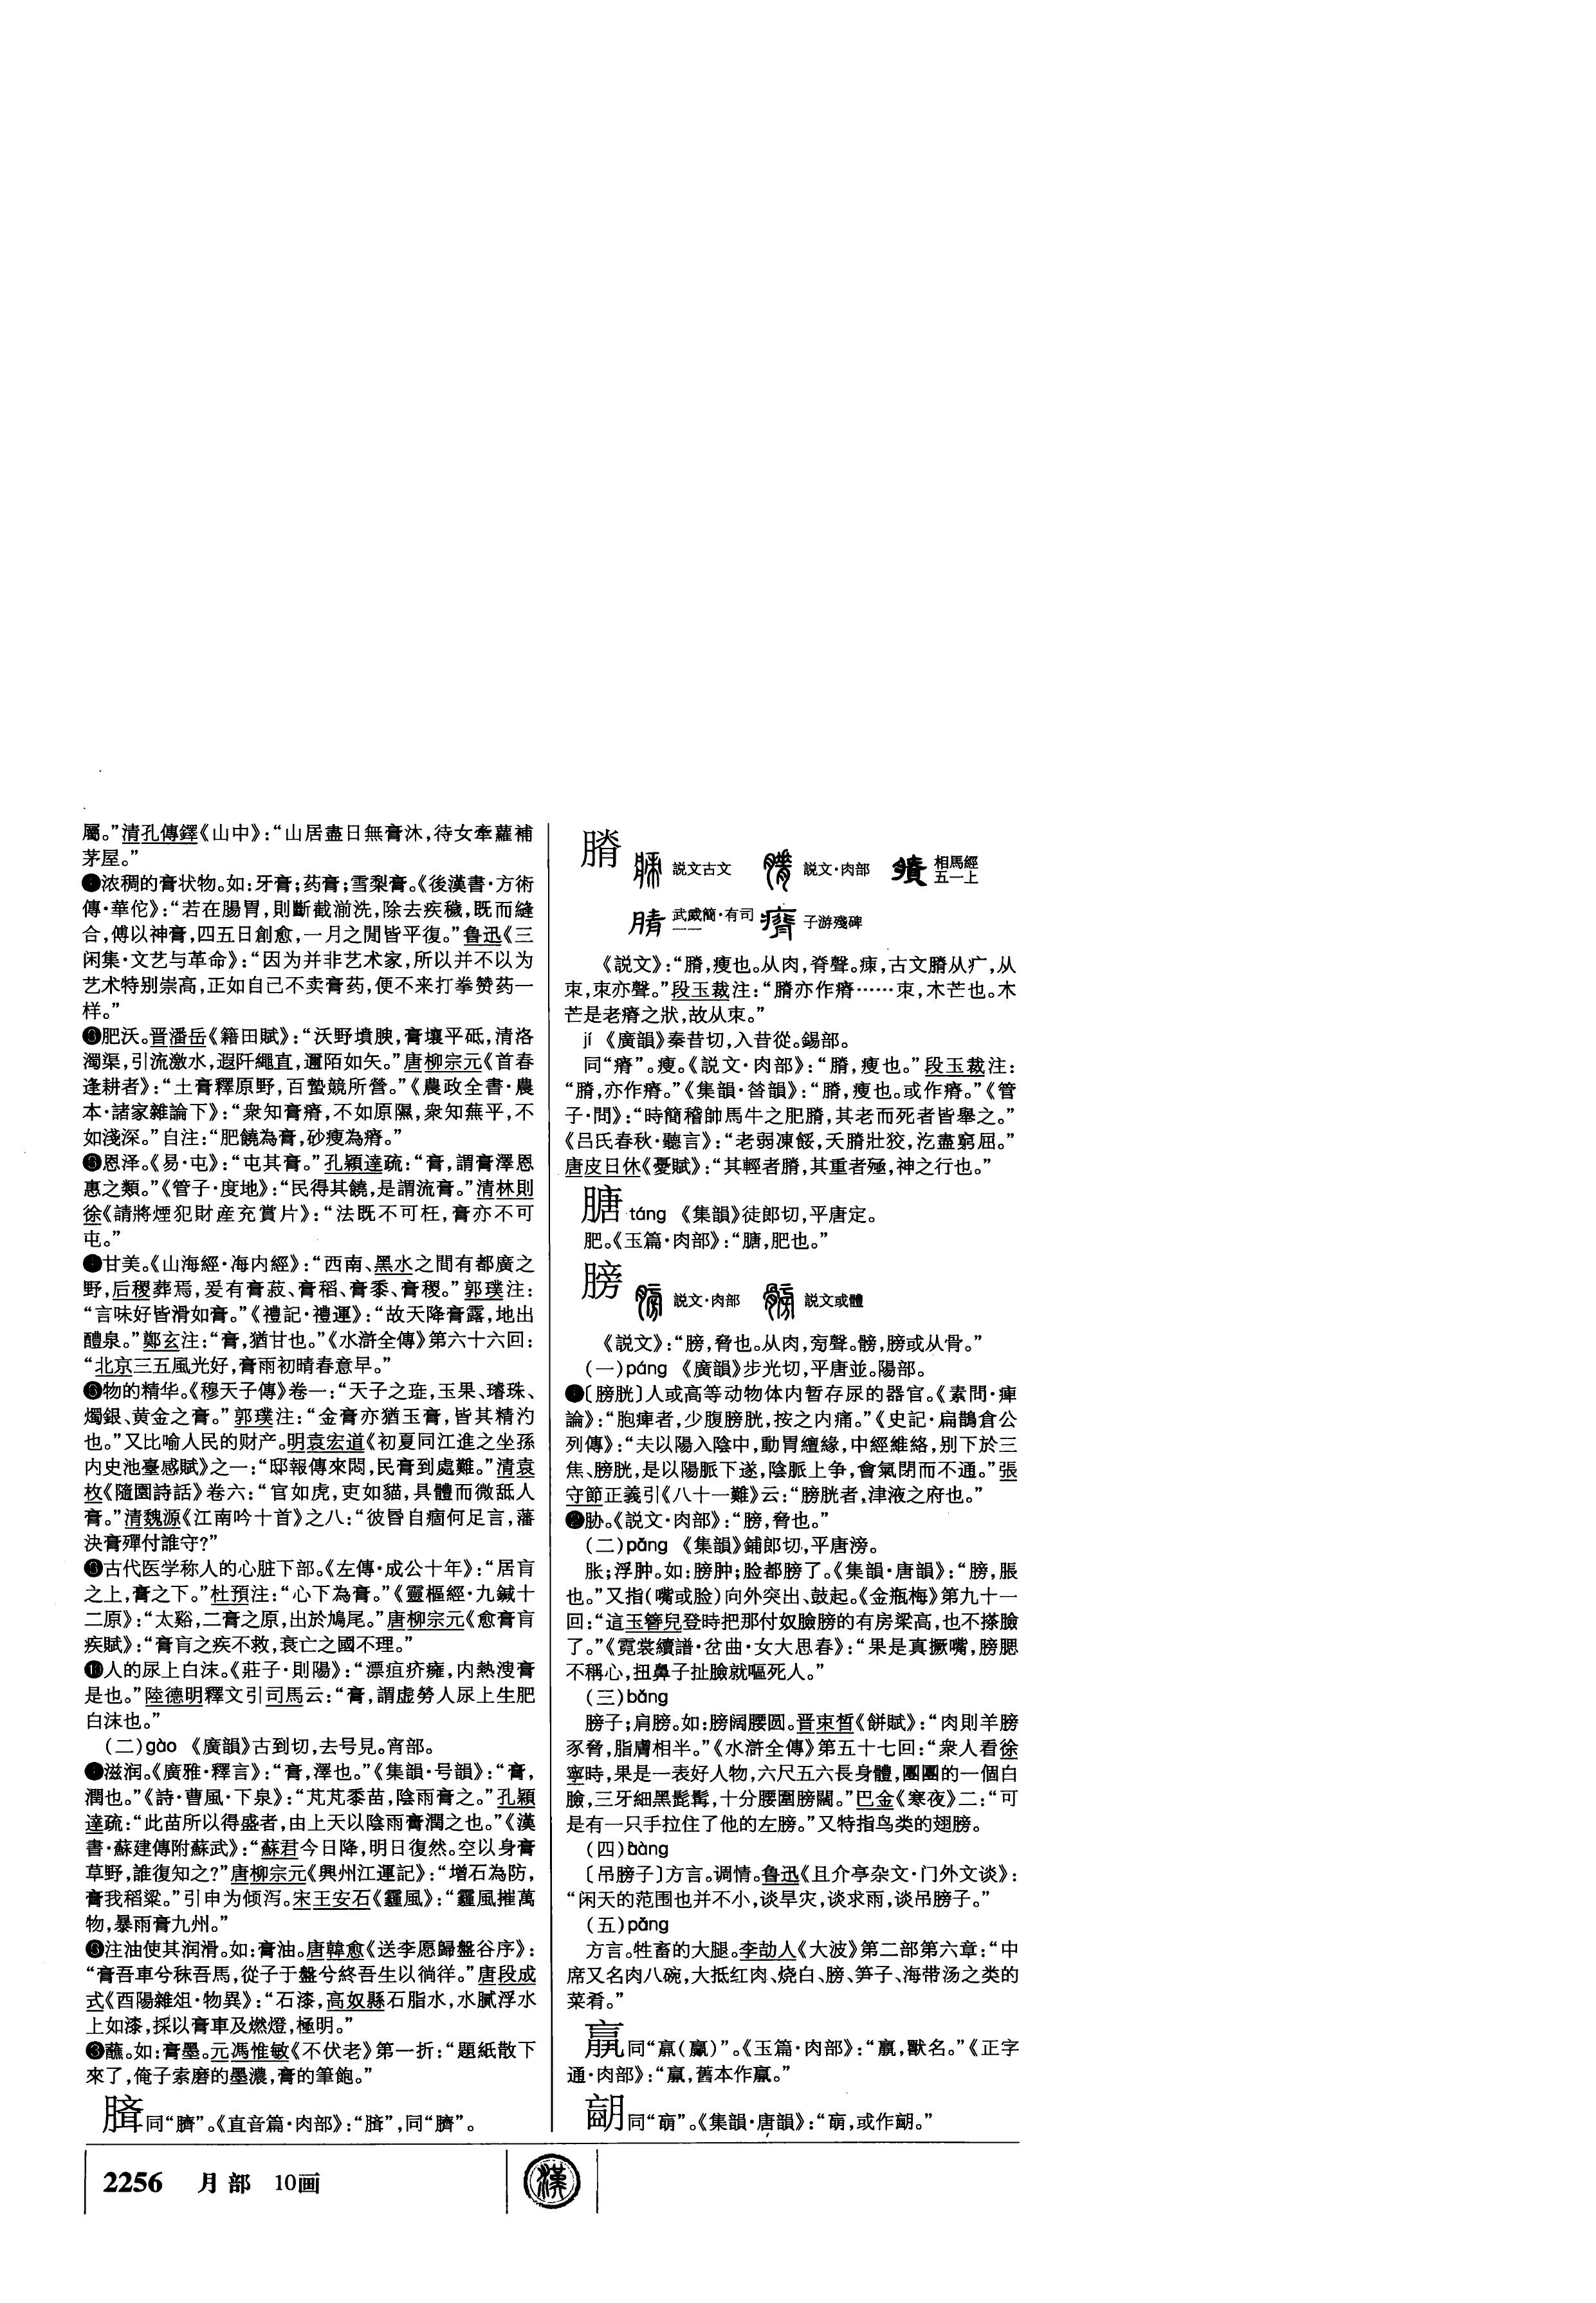 屬。”清孔傳鐸《山中》：“山居盡日無膏沐，待女牽蘿補
茅屋。”
浓稠的膏状物。如：牙膏；药膏；雪梨膏。《後漢書·方術
傳·華佗》：“若在腸胃，則斷截湔洗，除去疾穢，既而縫
合，傅以神膏，四五日創愈，一月之閒皆平復。”鲁迅《三
闲集·文艺与革命》：“因为并非艺术家，所以并不以为
艺术特别崇高，正如自己不卖膏药，便不来打拳赞药一
样。”
肥沃。晋潘岳《籍田賦》：“沃野墳腴，膏壤平砥，清洛
濁渠，引流激水，遐阡繩直，邇陌如矢。”唐柳宗元《首春
逢耕者》：“土膏釋原野，百蟄競所營。”《農政全書·農
本·諸家雜論下》：“衆知膏瘠，不如原隰，衆知蕪平，不
如淺深。”自注：“肥饒為膏，砂瘦為瘠。”
恩泽。《易·屯》：“屯其膏。”孔穎達疏：“膏，謂膏澤恩
惠之類。”《管子·度地》：“民得其饒，是謂流膏。”清林則
徐《請將煙犯財産充賞片》：“法既不可枉，膏亦不可
屯。”
甘美。《山海經·海内經》：“西南、黑水之間有都廣之
野，后稷葬焉，爰有膏菽、膏稻、膏黍、膏稷。”郭璞注：
“言味好皆滑如膏。”《禮記·禮運》：“故天降膏露，地出
醴泉。”鄭玄注：“膏，猶甘也。”《水滸全傳》第六十六回：
“北京三五風光好，膏雨初晴春意早。”
物的精华。《穆天子傳》卷一：“天子之珤，玉果、璿珠、
燭銀、黄金之膏。”郭璞注：“金膏亦猶玉膏，皆其精汋
也。”又比喻人民的财产。明袁宏道《初夏同江進之坐孫
内史池臺感賦》之一：“邸報傳來悶，民膏到處難。”清袁
枚《隨園詩話》卷六：“官如虎，吏如貓，具體而微舐人
膏。”清魏源《江南吟十首》之八：“彼昏自痼何足言，藩
決膏殫付誰守？”
古代医学称人的心脏下部。《左傳·成公十年》：“居肓
之上，膏之下。”杜預注：“心下為膏。”《靈樞經·九鍼十
二原》：“太谿，二膏之原，出於鳩尾。”唐柳宗元《愈膏肓
疾賦》：“膏肓之疾不救，衰亡之國不理。”
人的尿上白沫。《莊子·則陽》：“漂疽疥癰，内熱溲膏
是也。”陸德明釋文引司馬云：“膏，謂虚勞人尿上生肥
白沫也。”
（二）gào 《廣韻》古到切，去号見。宵部。
滋润。《廣雅·釋言》：“膏，澤也。”《集韻·号韻》：“膏，
潤也。”《詩·曹風·下泉》：“芃芃黍苗，陰雨膏之。”孔穎
達疏：“此苗所以得盛者，由上天以陰雨膏潤之也。”《漢
書·蘇建傳附蘇武》：“蘇君今日降，明日復然。空以身膏
草野，誰復知之？”唐柳宗元《興州江運記》：“增石為防，
膏我稻粱。”引申为倾泻。宋王安石《霾風》：“霾風摧萬
物，暴雨膏九州。”
注油使其润滑。如：膏油。唐韓愈《送李愿歸盤谷序》：
“膏吾車兮秣吾馬，從子于盤兮終吾生以徜徉。”唐段成
式《酉陽雜俎·物異》：“石漆，高奴縣石脂水，水膩浮水
上如漆，採以膏車及燃燈，極明。”
❸蘸。如：膏墨。元馮惟敏《不伏老》第一折：“題紙散下
來了，俺子索磨的墨濃，膏的筆飽。”
同“臍”。《直音篇·肉部》：“”，同“臍”。
膌 説文古文 説文·肉部 相馬經五一上
武威簡·有司一一 子游殘碑
《説文》：“膌，瘦也。从肉，脊聲。𤶎，古文膌从疒，从
朿，朿亦聲。”段玉裁注：“膌亦作瘠……朿，木芒也。木
芒是老瘠之狀，故从朿。”
jí 《廣韻》秦昔切，入昔從。錫部。
同“瘠”。瘦。《説文·肉部》：“膌，瘦也。”段玉裁注：
“膌，亦作瘠。”《集韻·昝韻》：“膌，瘦也。或作瘠。”《管
子·問》：“時簡稽帥馬牛之肥膌，其老而死者皆舉之。”
《吕氏春秋·聽言》：“老弱凍餒，夭膌壯狡，汔盡窮屈。”
唐皮日休《憂賦》：“其輕者膌，其重者殛，神之行也。”
膅 táng 《集韻》徒郎切，平唐定。
肥。《玉篇·肉部》：“膅，肥也。”
膀 説文·肉部 説文或體
《説文》：“膀，脅也。从肉，㫄聲。髈，膀或从骨。”
（一）páng 《廣韻》步光切，平唐並。陽部。
❶〔膀胱〕人或高等动物体内暂存尿的器官。《素問·痺
論》：“胞痺者，少腹膀胱，按之内痛。”《史記·扁鵲倉公
列傳》：“夫以陽入陰中，動胃繵緣，中經維絡，别下於三
焦、膀胱，是以陽脈下遂，陰脈上争，會氣閉而不通。”張
守節正義引《八十一難》云：“膀胱者，津液之府也。”
❷胁。《説文·肉部》：“膀，脅也。”
（二）pāng 《集韻》鋪郎切，平唐滂。
胀；浮肿。如：膀肿；脸都膀了。《集韻·唐韻》：“膀，脹
也。”又指（嘴或脸）向外突出、鼓起。《金瓶梅》第九十一
回：“這玉簪兒登時把那付奴臉膀的有房梁高，也不搽臉
了。”《霓裳續譜·岔曲·女大思春》：“果是真撅嘴，膀腮
不稱心，扭鼻子扯臉就嘔死人。”
（三）bǎng
膀子；肩膀。如：膀阔腰圆。晋束晳《餅賦》：“肉則羊膀
豕脅，脂膚相半。”《水滸全傳》第五十七回：“衆人看徐
寧時，果是一表好人物，六尺五六長身體，團團的一個白
臉，三牙細黑髭髯，十分腰圍膀闊。”巴金《寒夜》二：“可
是有一只手拉住了他的左膀。”又特指鸟类的翅膀。
（四）bàng
〔吊膀子〕方言。调情。鲁迅《且介亭杂文·门外文谈》：
“闲天的范围也并不小，谈旱灾，谈求雨，谈吊膀子。”
（五）pǎng
方言。牲畜的大腿。李劼人《大波》第二部第六章：“中
席又名肉八碗，大抵红肉、烧白、膀、笋子、海带汤之类的
菜肴。”
同“𦝠（𦣄）”。《玉篇·肉部》：“，獸名。”《正字
通·肉部》：“，舊本作。”
同“”。《集韻·唐韻》：“，或作。”
2256 月部 10画
漢